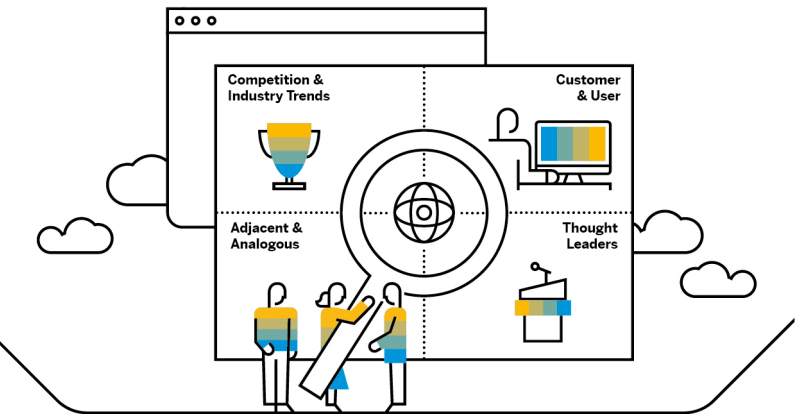 Competition &
Industry Trends
Customer
& User
Adjacent &
Analogous
Thought
Leaders